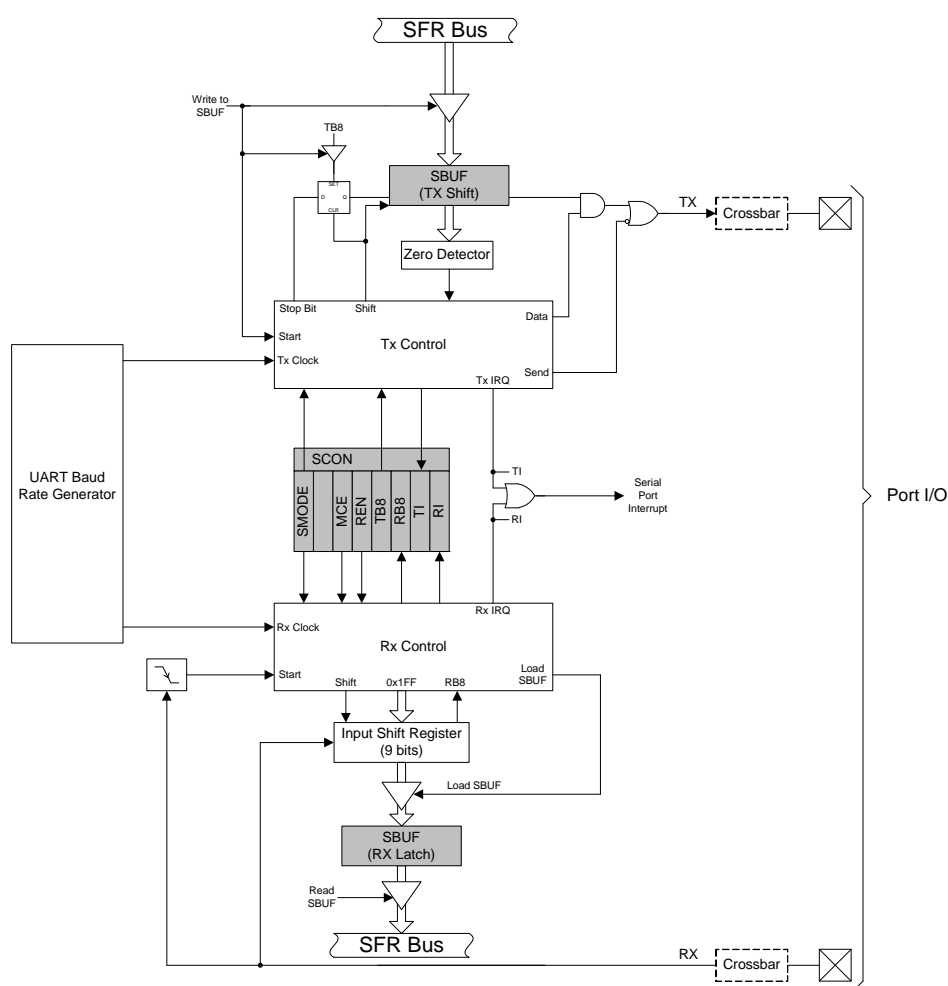 SFR Bus
Write to
SBUF
TB8
SET
D
Q
CLR
SBUF
(TX Shift)
TX
Crossbar
Zero Detector
Stop Bit
Shift
Data
Start
Tx Control
Tx Clock
Send
Tx IRQ
UART Baud
Rate Generator
SCON
SMODE
MCE
REN
TB8
RB8
TI
RI
TI
RI
Serial
Port
Interrupt
Port I/O
Rx IRQ
Rx Clock
Rx Control
Start
Load
SBUF
Shift
0x1FF
RB8
Input Shift Register
(9 bits)
Load SBUF
SBUF
(RX Latch)
Read
SBUF
SFR Bus
RX
Crossbar